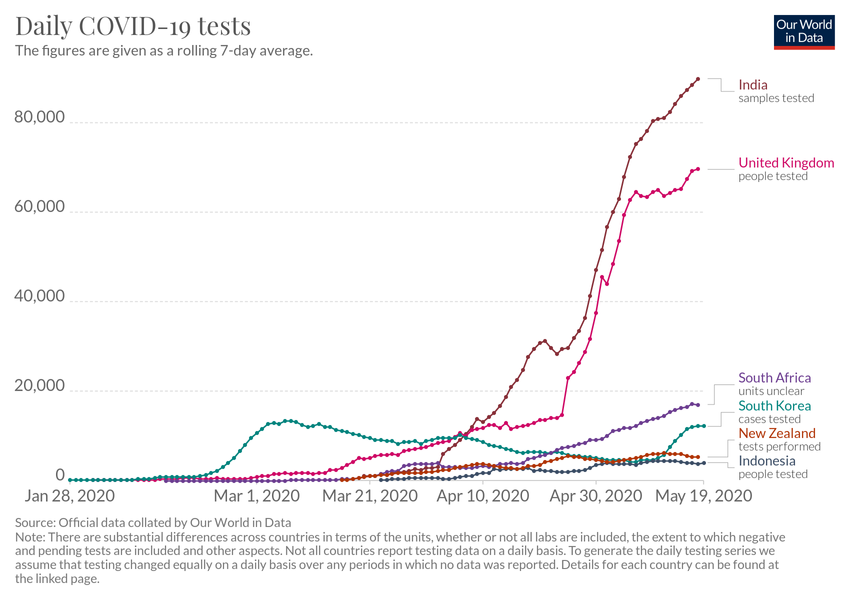 Daily COVID-19 tests
The figures are given as a rolling 7-day average.
Our World
in Data
80,000
60,000
40,000
20,000
0
India
samples tested
United Kingdom
people tested
South Africa
units unclear
South Korea
cases tested
New Zealand
tests performed
Indonesia
people tested
Jan 28, 2020
Mar 1, 2020
Mar 21, 2020
Apr 10, 2020
Apr 30, 2020
May 19, 2020
Source: Official data collated by Our World in Data
Note: There are substantial differences across countries in terms of the units, whether or not all labs are included, the extent to which negative
and pending tests are included and other aspects. Not all countries report testing data on a daily basis. To generate the daily testing series we
assume that testing changed equally on a daily basis over any periods in which no data was reported. Details for each country can be found at
the linked page.